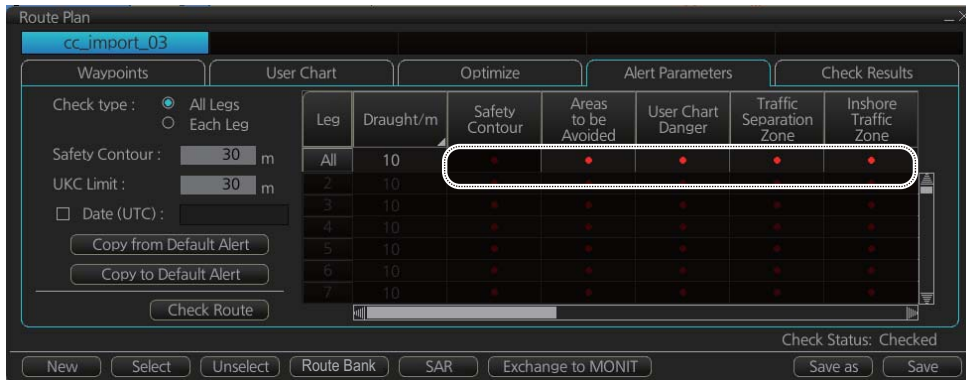 Route Plan
cc_import_03
Waypoints User Chart Optimize Alert Parameters Check Results
Check type : All Legs
Each Leg
Safety Contour : 30 m
UKC Limit : 30 m
Date (UTC) :
Copy from Default Alert
Copy to Default Alert
Check Route
Leg Draught/m Safety Contour Areas to be Avoided User Chart Danger Traffic Separation Zone Inshore Traffic Zone
All 10
2 10
3 10
4 10
5 10
6 10
7 10
Check Status: Checked
New Select Unselect Route Bank SAR Exchange to MONIT Save as Save